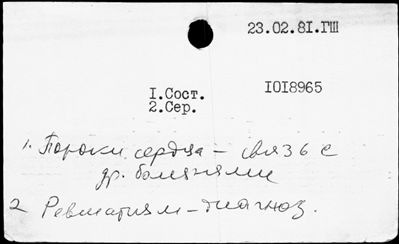 23.02.81.ГШ
1.Сост.
1018965
2.Сер.
1. Пороки сердца – связь с
др. болезнями
2 Ревматизм – диагноз.